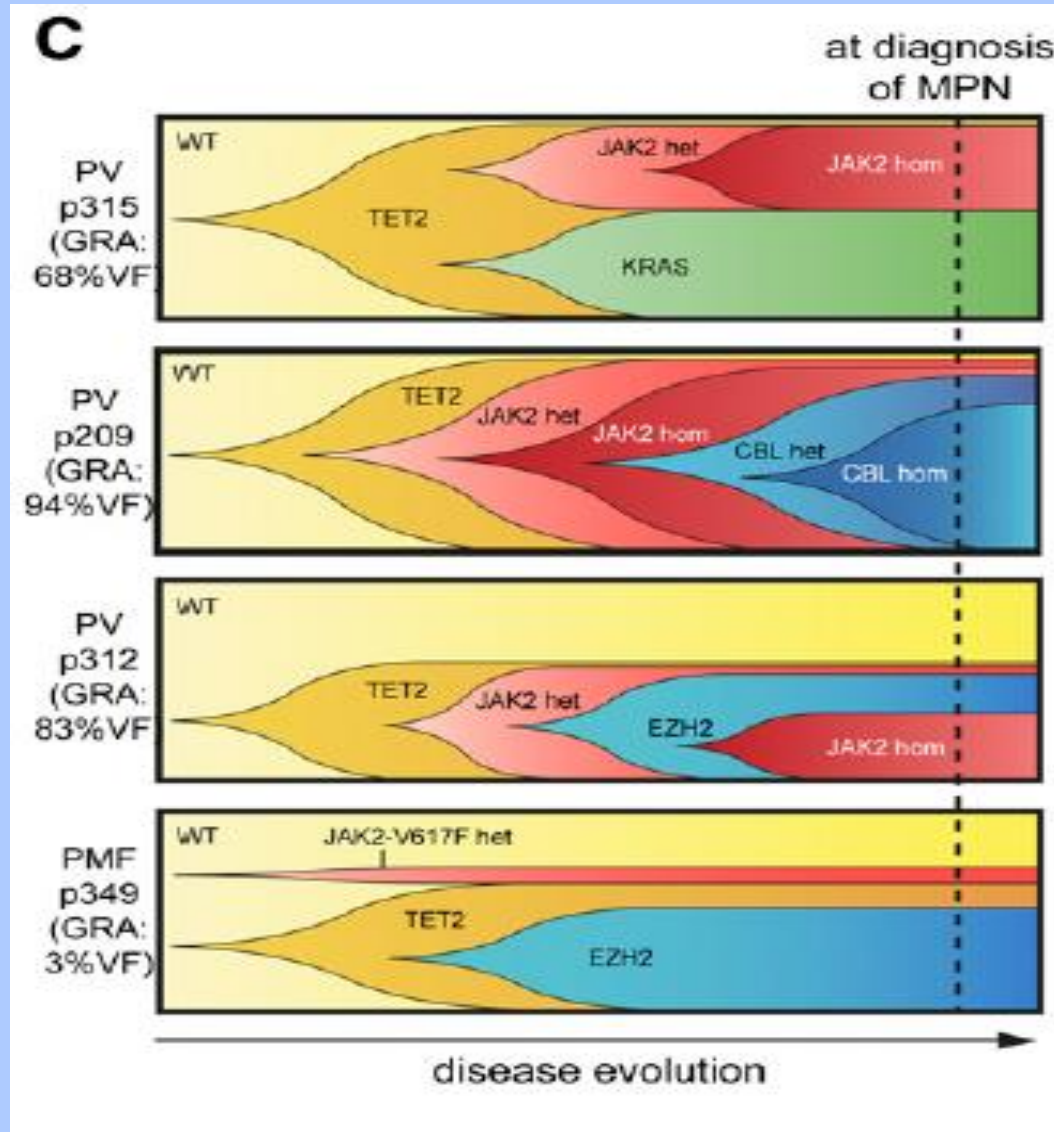 C
at diagnosis
of MPN
PV
p315
(GRA:
68%VF)
WT
TET2
JAK2 het
JAK2 hom
KRAS
PV
p209
(GRA:
94%VF)
WT
TET2
JAK2 het
JAK2 hom
CBL het
CBL hom
PV
p312
(GRA:
83%VF
WT
TET2
JAK2 het
EZH2
JAK2 hom
PMF
p349
(GRA:
3%VF)
WT
JAK2-V617F het
TET2
EZH2
disease evolution